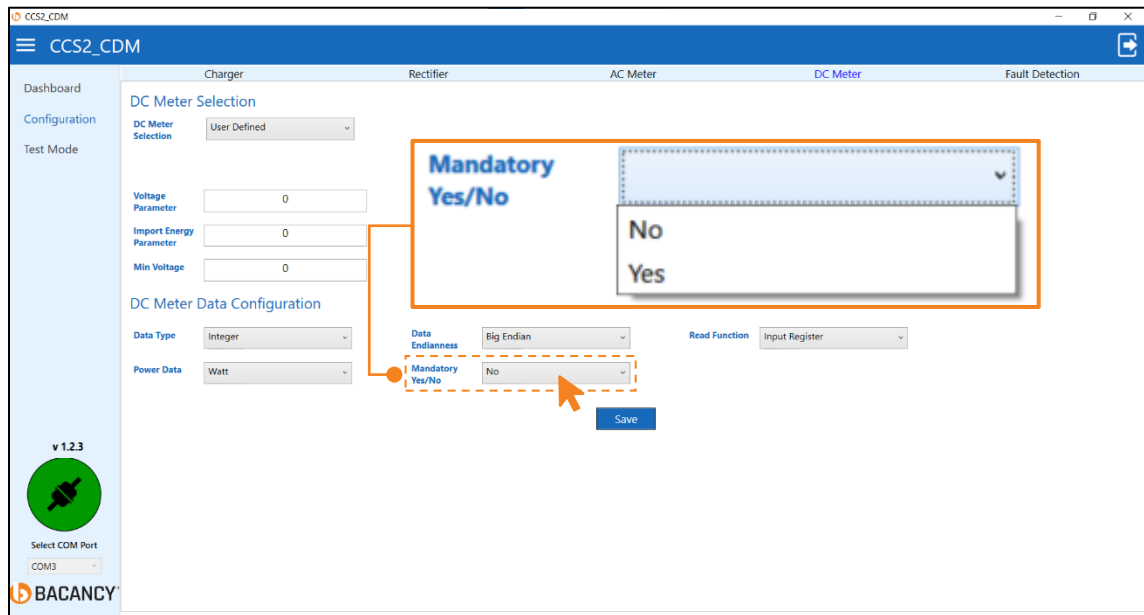 CCS2_CDM
CCS2_CDM
Charger Rectifier AC Meter DC Meter Fault Detection
Dashboard
Configuration
Test Mode
DC Meter Selection
DC Meter
Selection
User Defined
Voltage
Parameter
0
Import Energy
Parameter
0
Min Voltage
0
Mandatory
Yes/No
No
Yes
DC Meter Data Configuration
Data Type
Integer
Data
Endianness
Big Endian
Read Function
Input Register
Power Data
Watt
Mandatory
Yes/No
No
Save
v 1.2.3
Select COM Port
COM3
BACANCY